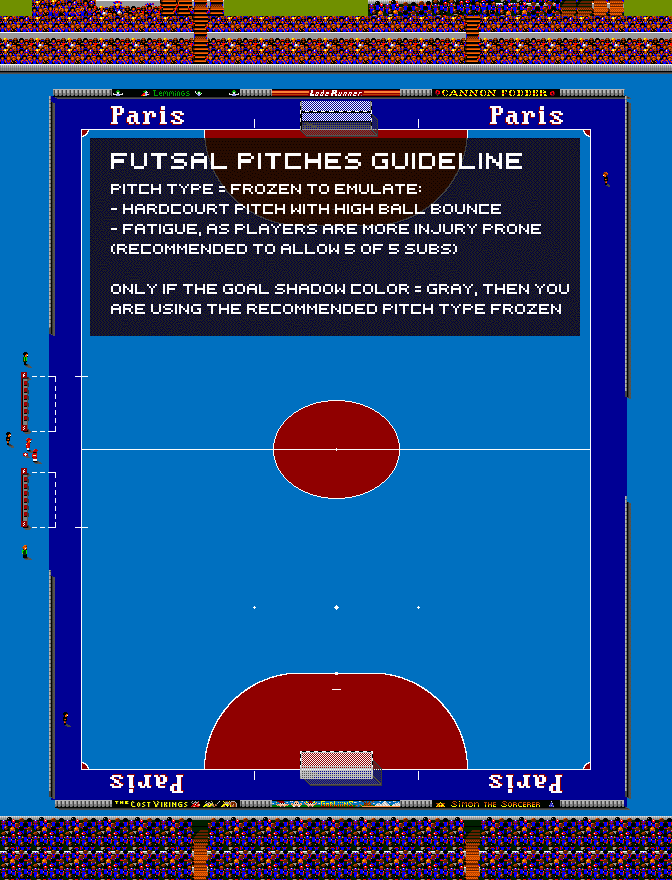 Lemmings LodeRunner CANNON FODDER
Paris Paris
FUTSAL PITCHES GUIDELINE
PITCH TYPE = FROZEN TO EMULATE:
- HARDCOURT PITCH WITH HIGH BALL BOUNCE
- FATIGUE, AS PLAYERS ARE MORE INJURY PRONE
(RECOMMENDED TO ALLOW 5 OF 5 SUBS)
ONLY IF THE GOAL SHADOW COLOR = GRAY, THEN YOU
ARE USING THE RECOMMENDED PITCH TYPE FROZEN
Paris Paris
THE LOST VIKINGS SIMON THE SORCERER